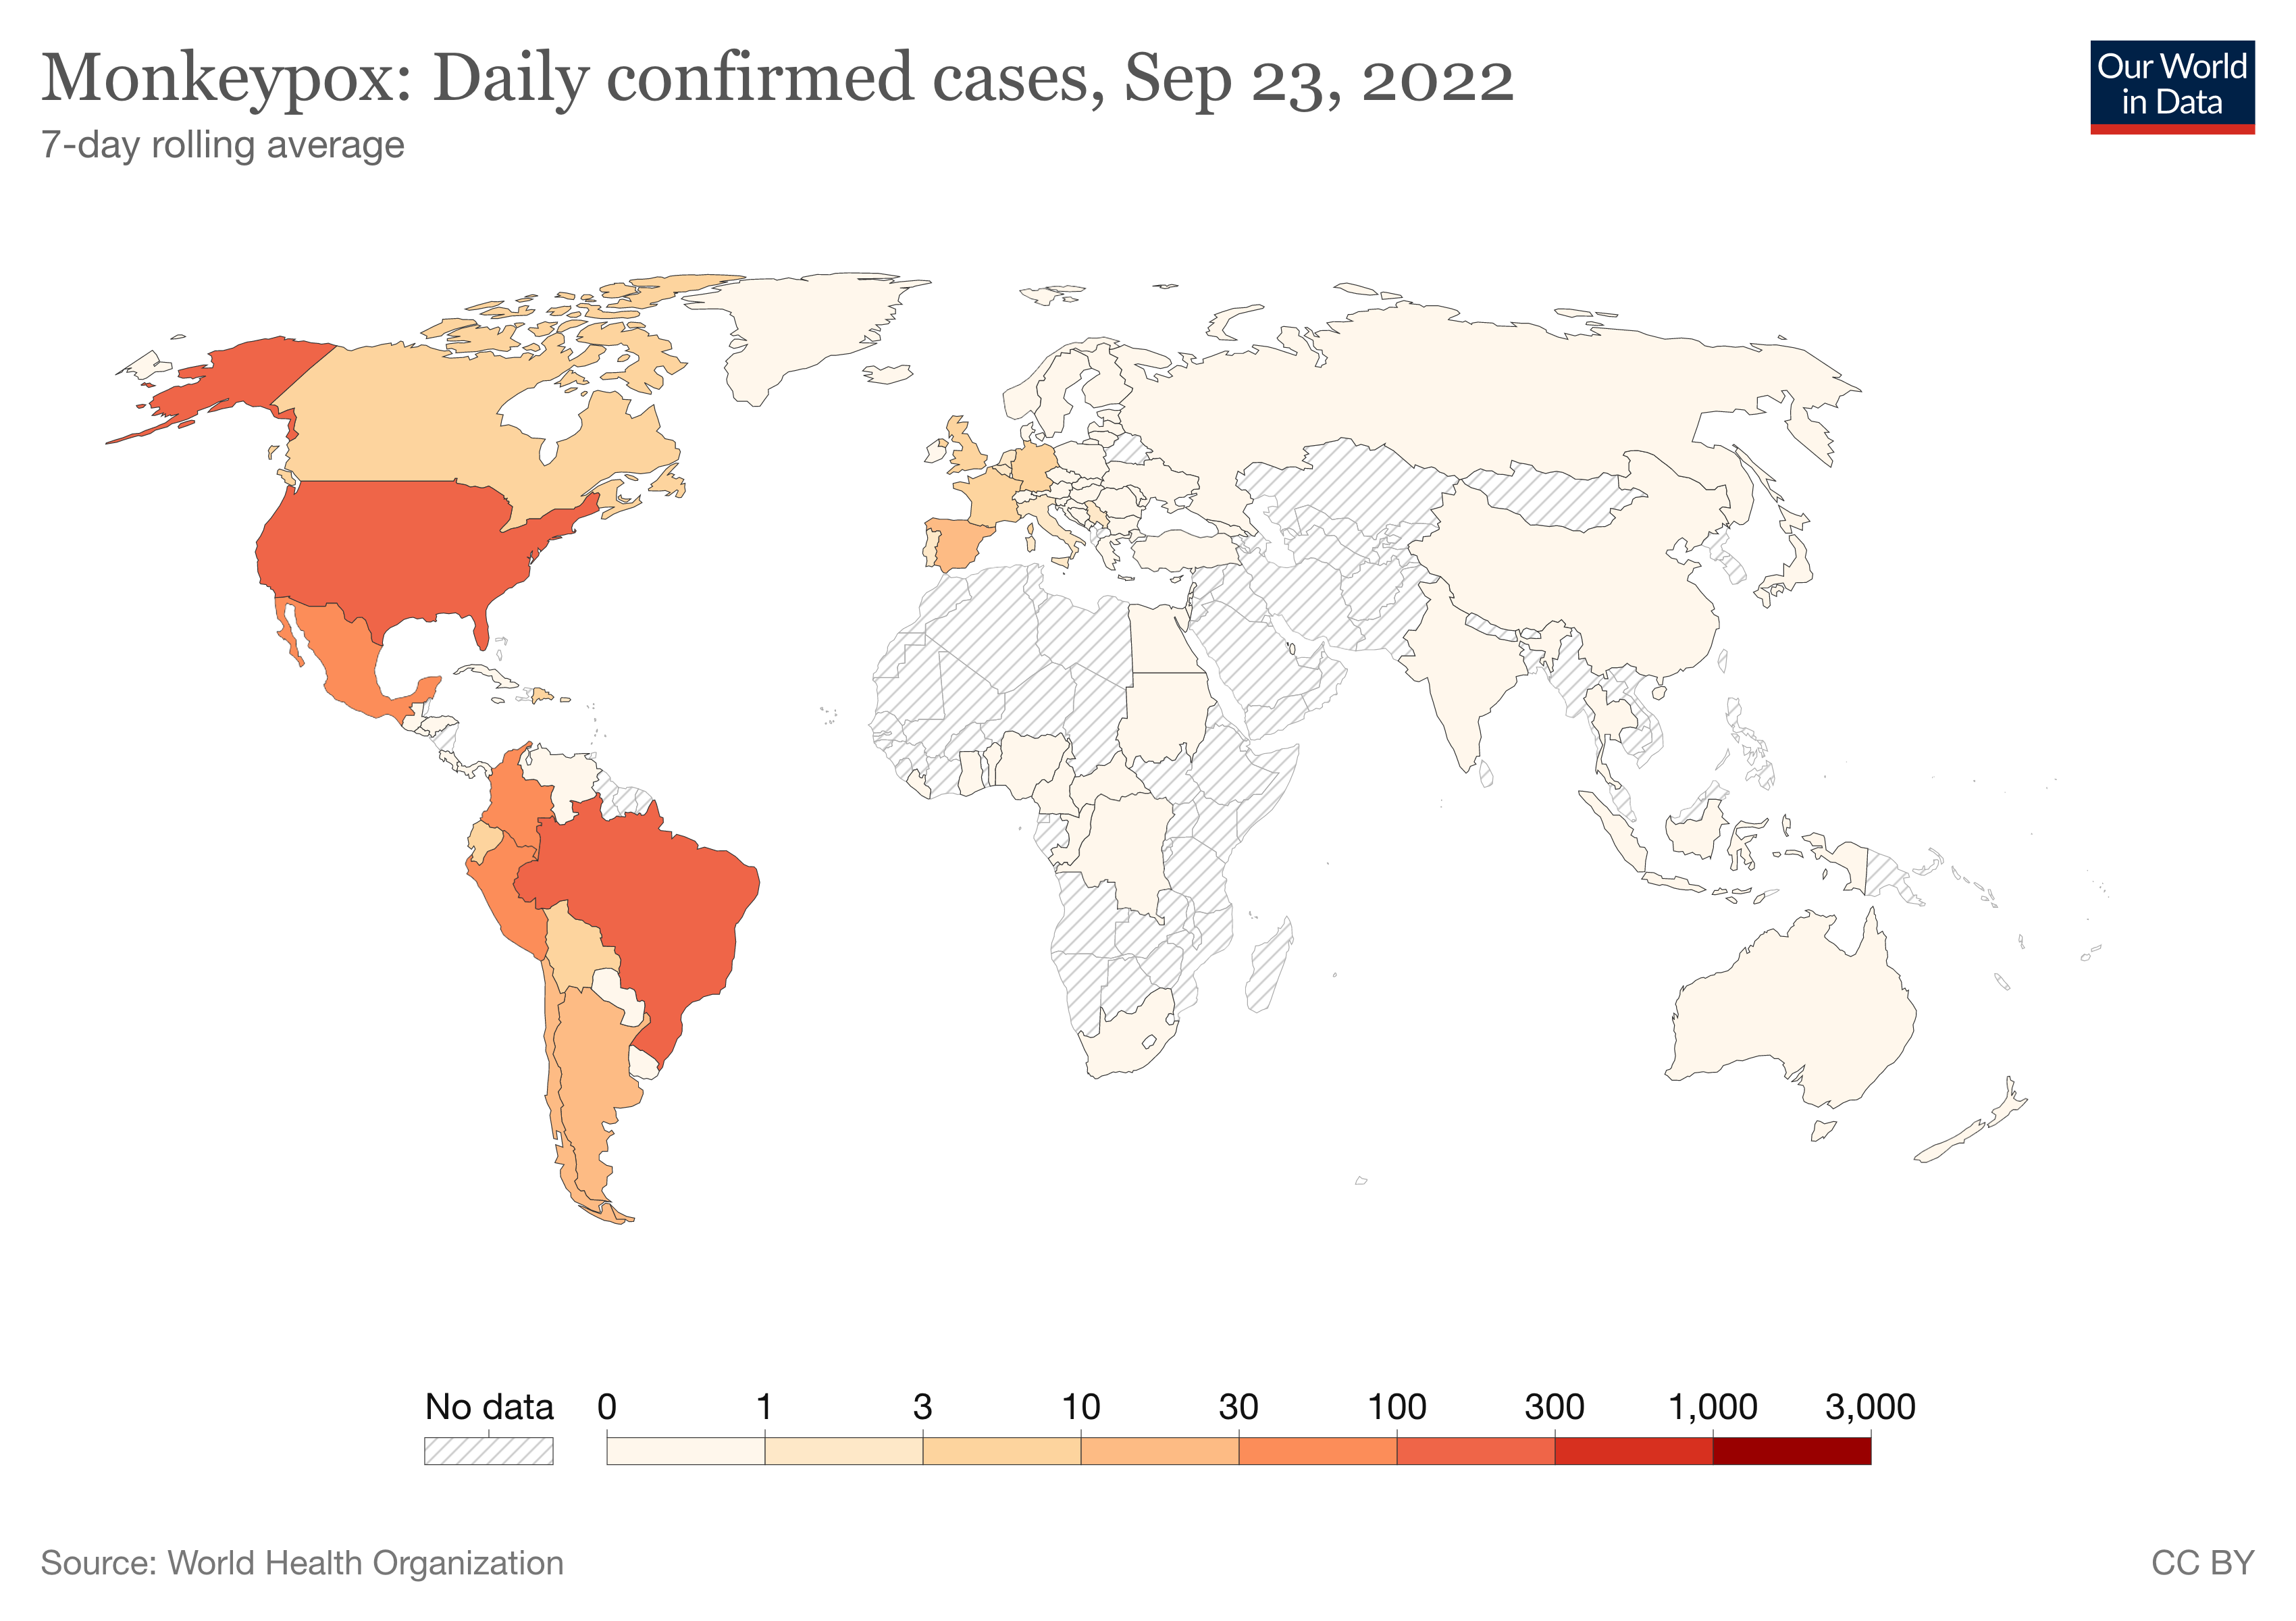 Monkeypox: Daily confirmed cases, Sep 23, 2022
7-day rolling average
Our World
in Data
No data 0 1 3 10 30 100 300 1,000 3,000
Source: World Health Organization
CC BY